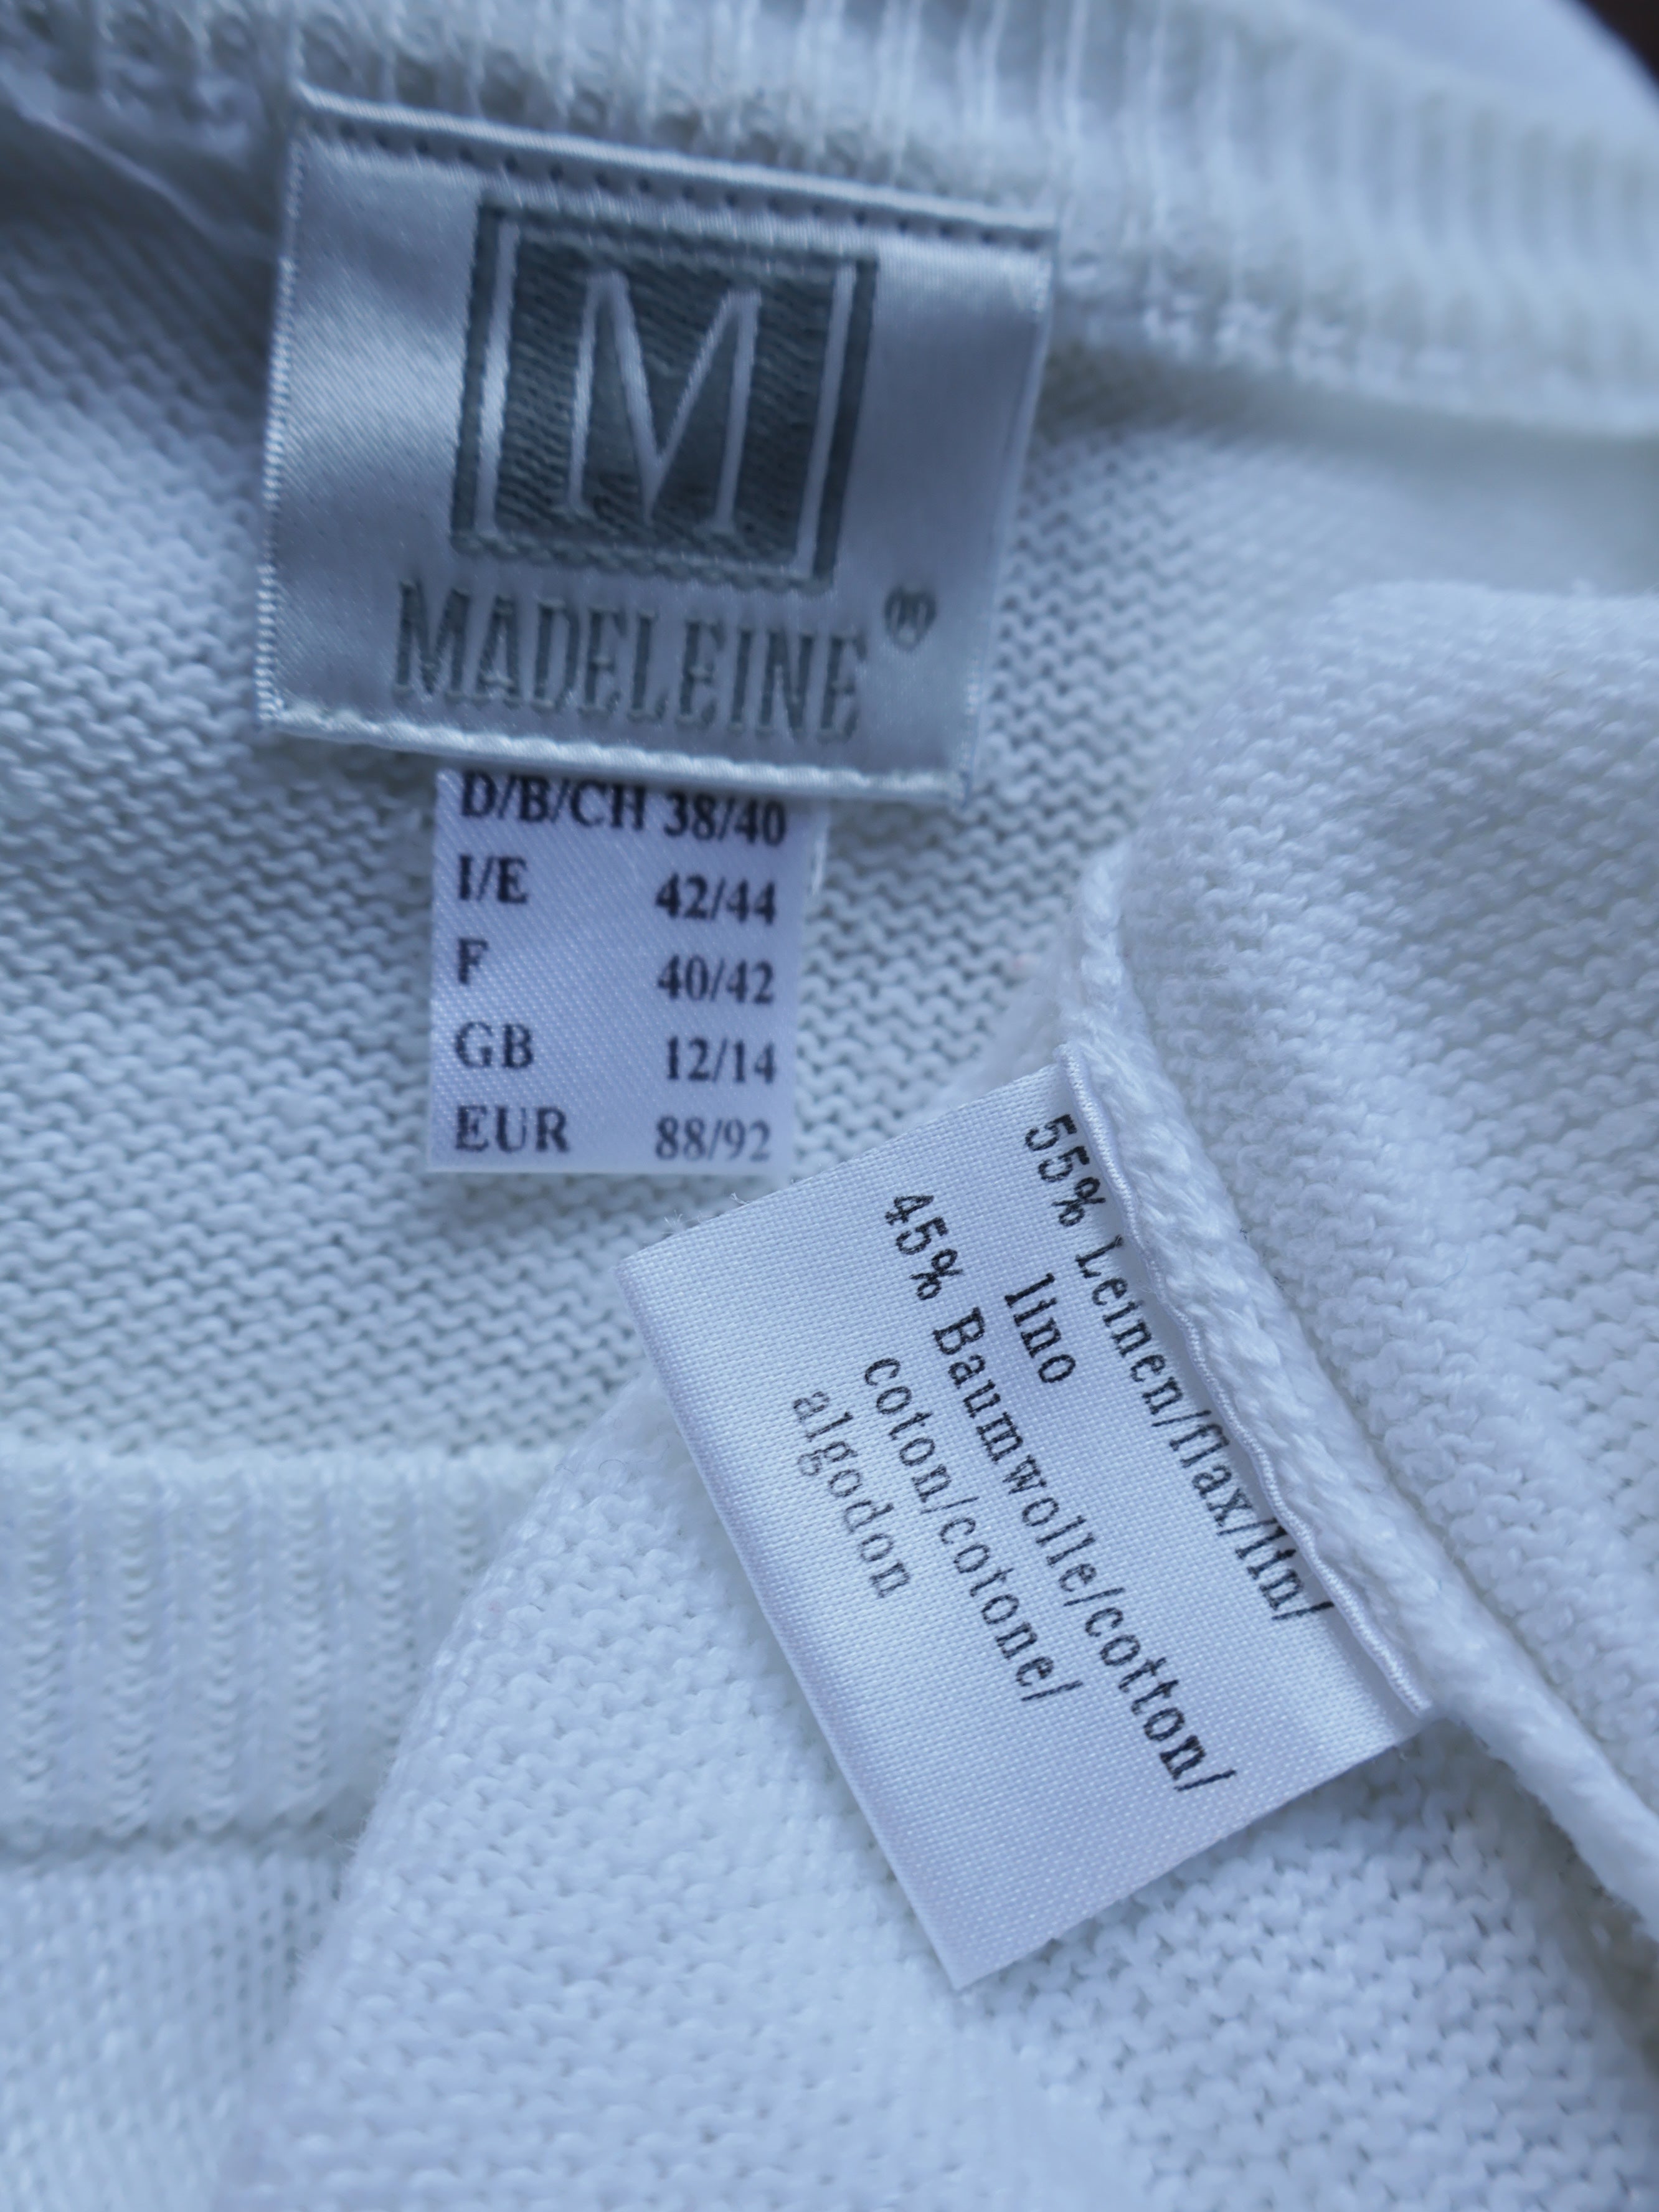 M
MADELEINE ®
D/B/CH 38/40
I/E 42/44
F 40/42
GB 12/14
EUR 88/92
55% Leinen/flax/lin/
lino
45% Baumwolle/cotton/
coton/cotone/
algodon